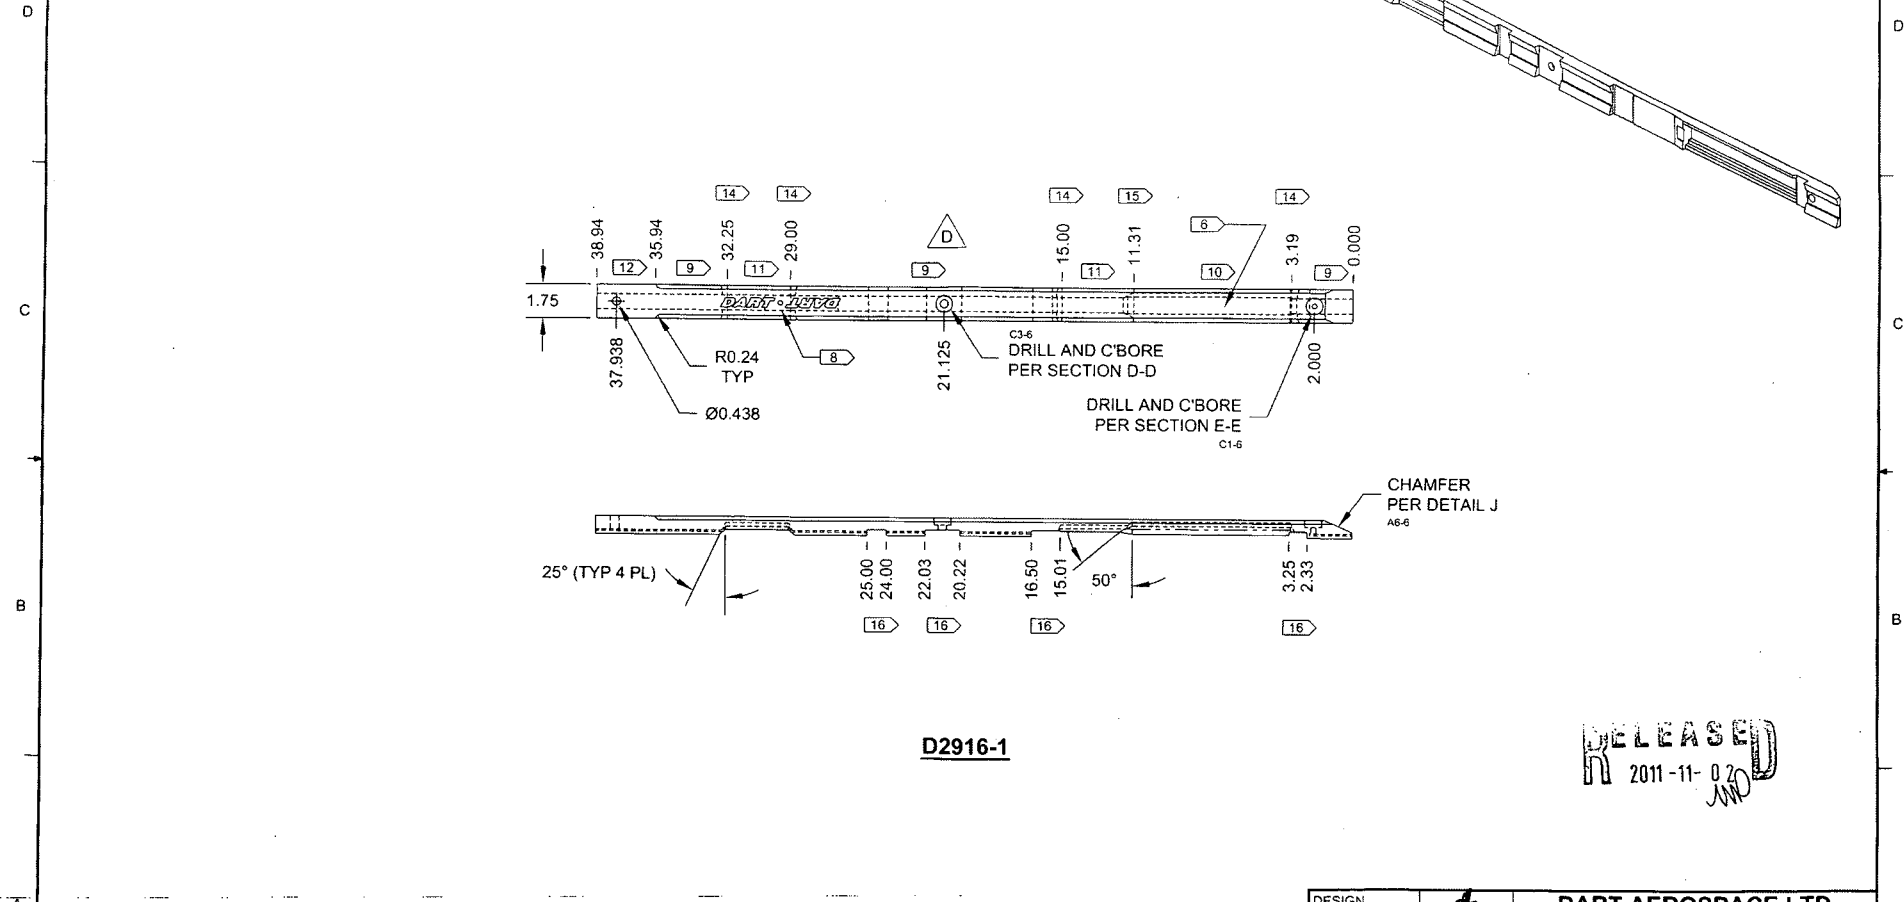 D
D
14
14
14
15
14
D
6
38.94
35.94
32.25
29.00
15.00
11.31
3.19
0.000
12
9
11
9
11
10
9
1.75
DART • DART
C
C
37.938
R0.24
TYP
8
21.125
C3-6
DRILL AND C'BORE
PER SECTION D-D
2.000
Ø0.438
DRILL AND C'BORE
PER SECTION E-E
C1-6
CHAMFER
PER DETAIL J
A6-6
25° (TYP 4 PL)
25.00
24.00
22.03
20.22
16.50
15.01
50°
3.25
2.33
B
B
16
16
16
16
D2916-1
RELEASED
2011-11-02
DESIGN
DART AEROSPACE LTD